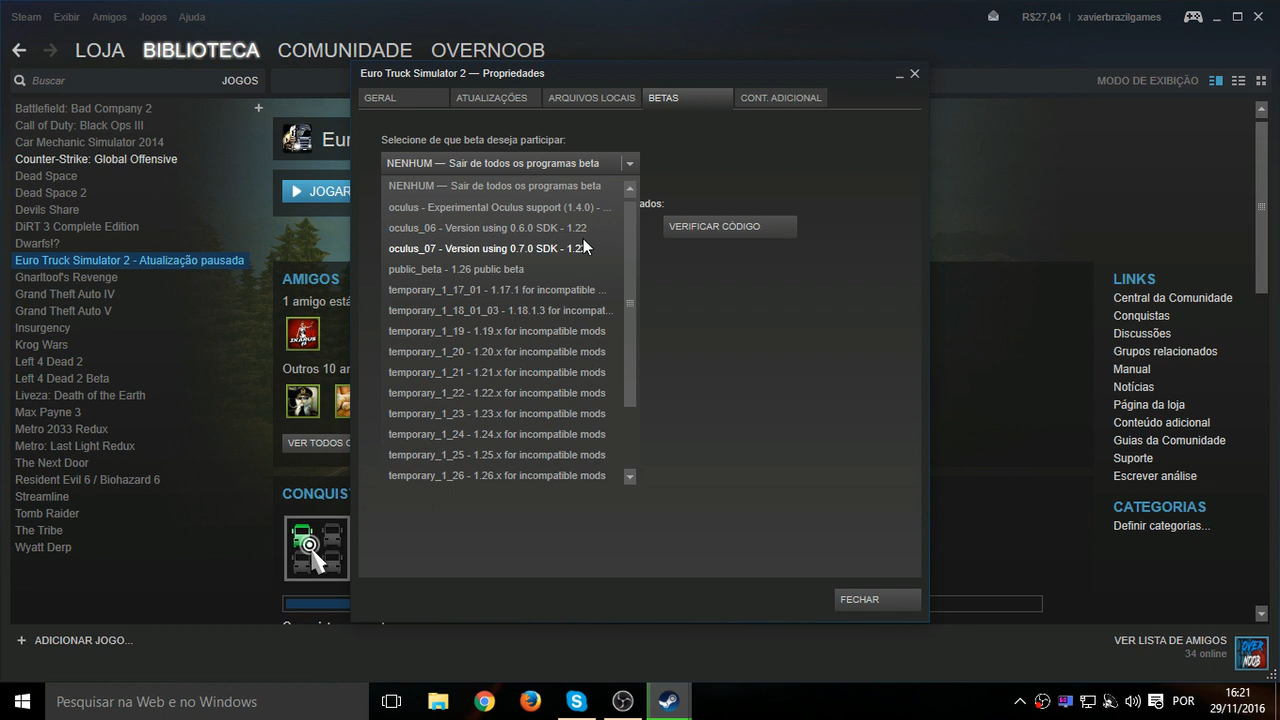 Steam Exibir Amigos Jogos Ajuda
R$27,04 | xavierbrazilgames
LOJA BIBLIOTECA COMUNIDADE OVERNOOB
Buscar JOGOS
MODO DE EXIBIÇÃO
Battlefield: Bad Company 2
Call of Duty: Black Ops III
Car Mechanic Simulator 2014
Counter-Strike: Global Offensive
Dead Space
Dead Space 2
Devils Share
DiRT 3 Complete Edition
Dwarfs!?
Euro Truck Simulator 2 - Atualização pausada
Gnarltoof's Revenge
Grand Theft Auto IV
Grand Theft Auto V
Insurgency
Krog Wars
Left 4 Dead 2
Left 4 Dead 2 Beta
Liveza: Death of the Earth
Max Payne 3
Metro 2033 Redux
Metro: Last Light Redux
The Next Door
Resident Evil 6 / Biohazard 6
Streamline
Tomb Raider
The Tribe
Wyatt Derp
+ ADICIONAR JOGO...
JOGAR
AMIGOS
1 amigo está
Outros 10 ar
VER TODOS
CONQUIST
Euro Truck Simulator 2 — Propriedades
GERAL ATUALIZAÇÕES ARQUIVOS LOCAIS BETAS CONT. ADICIONAL
Selecione de que beta deseja participar:
NENHUM — Sair de todos os programas beta
NENHUM — Sair de todos os programas beta
oculus - Experimental Oculus support (1.4.0) - ...
oculus_06 - Version using 0.6.0 SDK - 1.22
oculus_07 - Version using 0.7.0 SDK - 1.22
public_beta - 1.26 public beta
temporary_1_17_01 - 1.17.1 for incompatible ...
temporary_1_18_01_03 - 1.18.1.3 for incompat...
temporary_1_19 - 1.19.x for incompatible mods
temporary_1_20 - 1.20.x for incompatible mods
temporary_1_21 - 1.21.x for incompatible mods
temporary_1_22 - 1.22.x for incompatible mods
temporary_1_23 - 1.23.x for incompatible mods
temporary_1_24 - 1.24.x for incompatible mods
temporary_1_25 - 1.25.x for incompatible mods
temporary_1_26 - 1.26.x for incompatible mods
ados:
VERIFICAR CÓDIGO
FECHAR
LINKS
Central da Comunidade
Conquistas
Discussões
Grupos relacionados
Manual
Notícias
Página da loja
Conteúdo adicional
Guias da Comunidade
Suporte
Escrever análise
CATEGORIAS
Definir categorias...
VER LISTA DE AMIGOS
34 online
OVER NOOB
Pesquisar na Web e no Windows
POR
16:21
29/11/2016